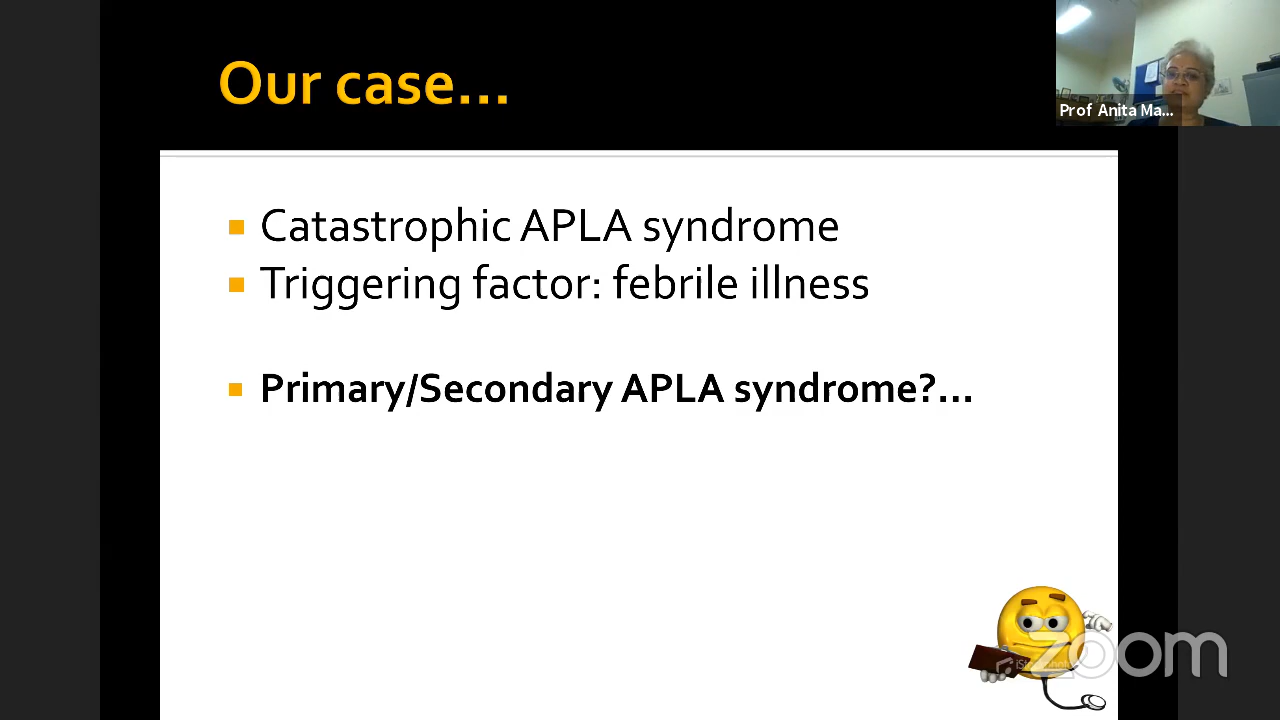 Our case...
Prof Anita Ma...
Catastrophic APLA syndrome
Triggering factor: febrile illness
Primary/Secondary APLA syndrome?...
zoom